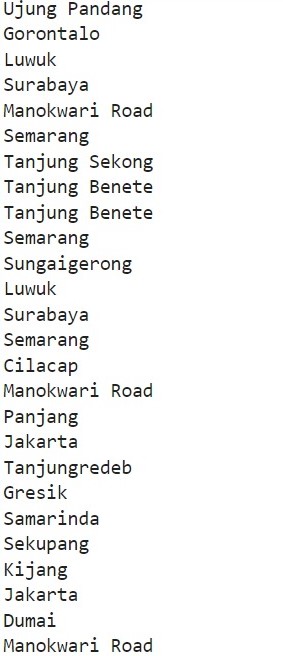 Ujung Pandang
Gorontalo
Luwuk
Surabaya
Manokwari Road
Semarang
Tanjung Sekong
Tanjung Benete
Tanjung Benete
Semarang
Sungaigerong
Luwuk
Surabaya
Semarang
Cilacap
Manokwari Road
Panjang
Jakarta
Tanjungredeb
Gresik
Samarinda
Sekupang
Kijang
Jakarta
Dumai
Manokwari Road